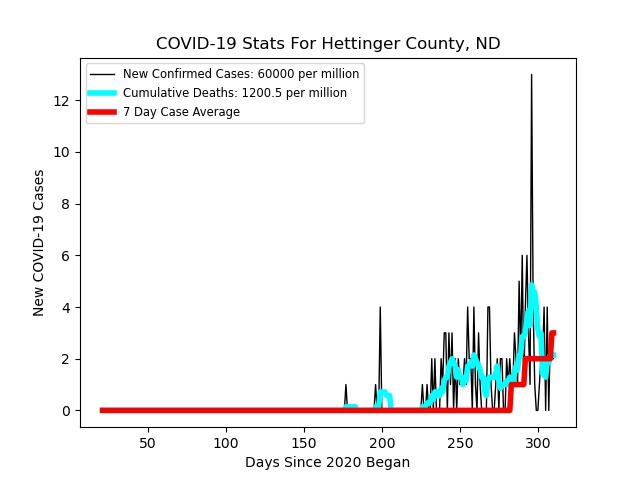 COVID-19 Stats For Hettinger County, ND
New Confirmed Cases: 60000 per million
Cumulative Deaths: 1200.5 per million
7 Day Case Average
12
10
8
6
4
2
0
New COVID-19 Cases
50 100 150 200 250 300
Days Since 2020 Began